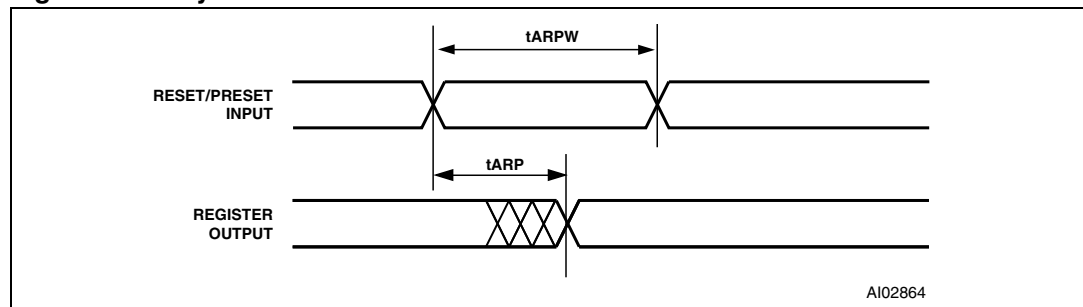 tARPW
RESET/PRESET
INPUT
tARP
REGISTER
OUTPUT
AI02864